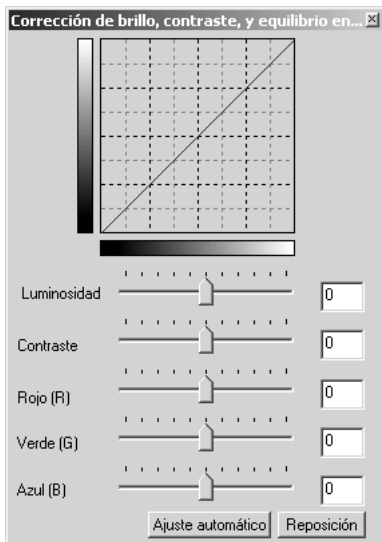 Corrección de brillo, contraste, y equilibrio en...
Luminosidad 0
Contraste 0
Rojo (R) 0
Verde (G) 0
Azul (B) 0
Ajuste automático Reposición